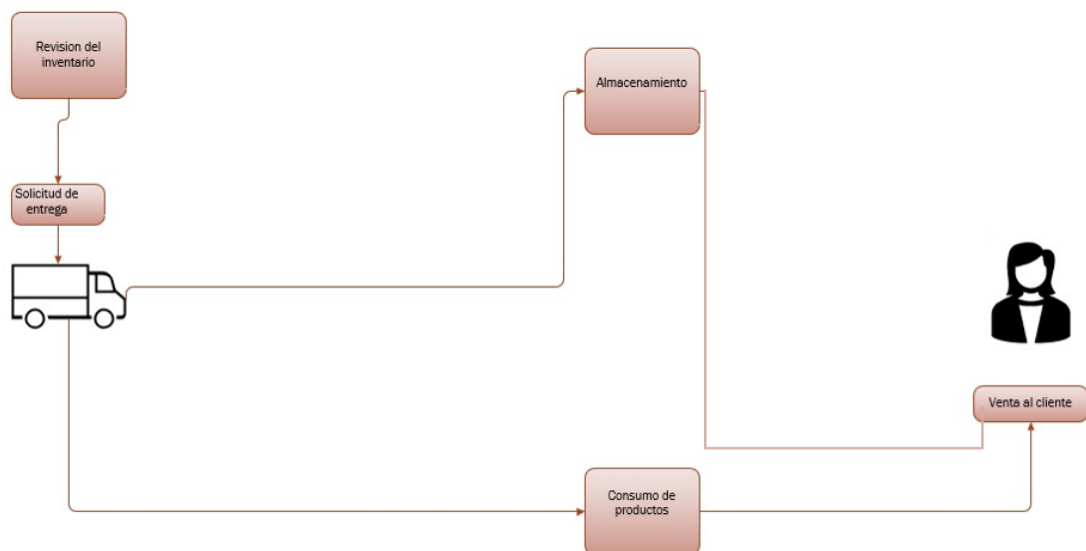 Revision del
inventario
Almacenamiento
Solicitud de
entrega
Venta al cliente
Consumo de
productos